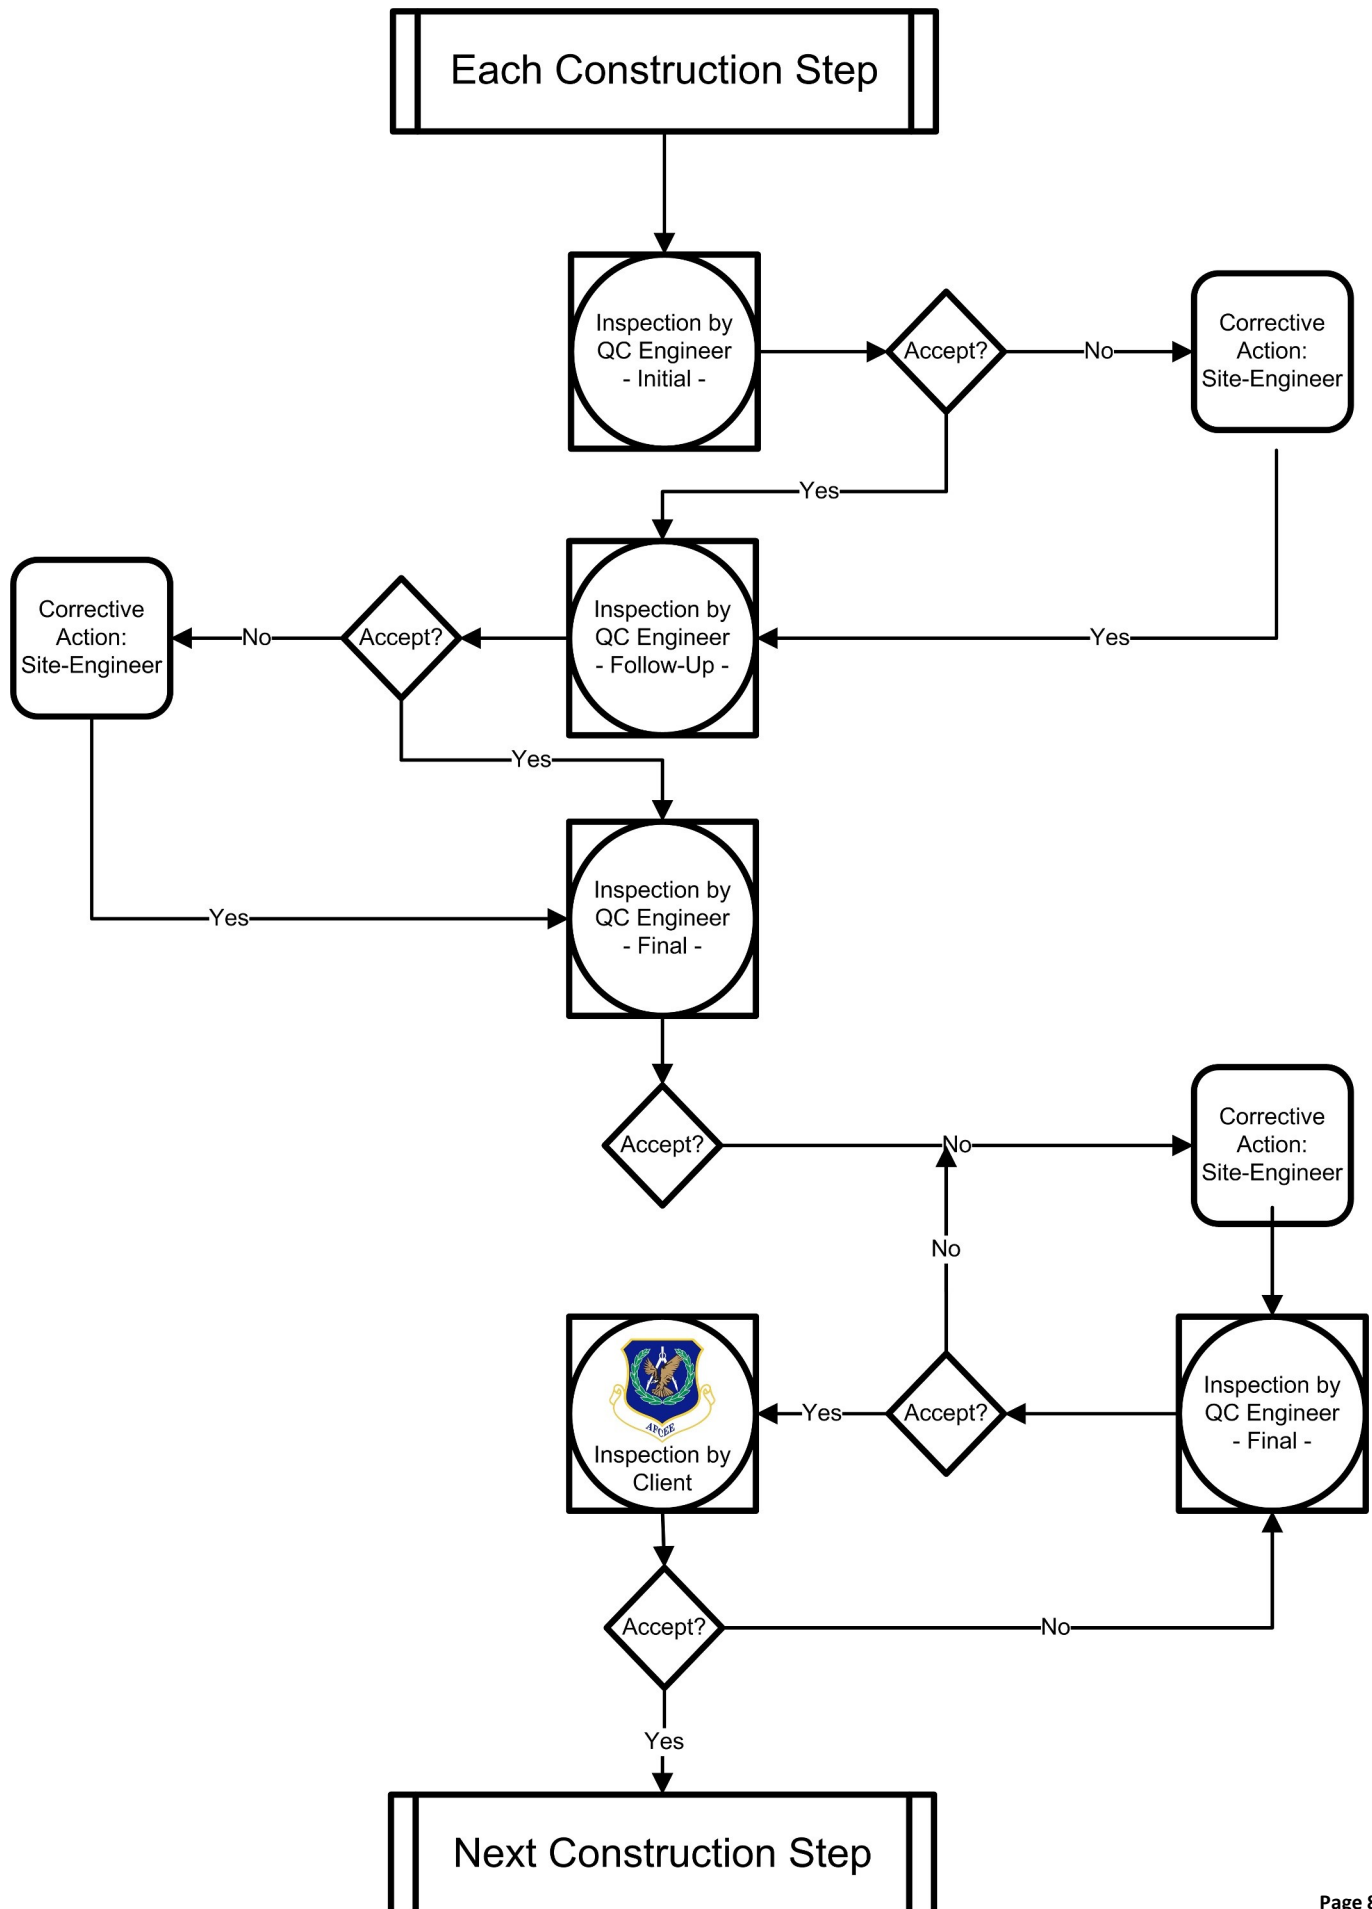 Each Construction Step
Inspection by
QC Engineer
- Initial -
Accept?
No
Corrective
Action:
Site-Engineer
Yes
Corrective
Action:
Site-Engineer
No
Accept?
Inspection by
QC Engineer
- Follow-Up -
Yes
Yes
Inspection by
QC Engineer
- Final -
Yes
Accept?
No
Corrective
Action:
Site-Engineer
No
AFCEE
Inspection by
Client
Yes
Accept?
Inspection by
QC Engineer
- Final -
Accept?
No
Yes
Next Construction Step
Page 8